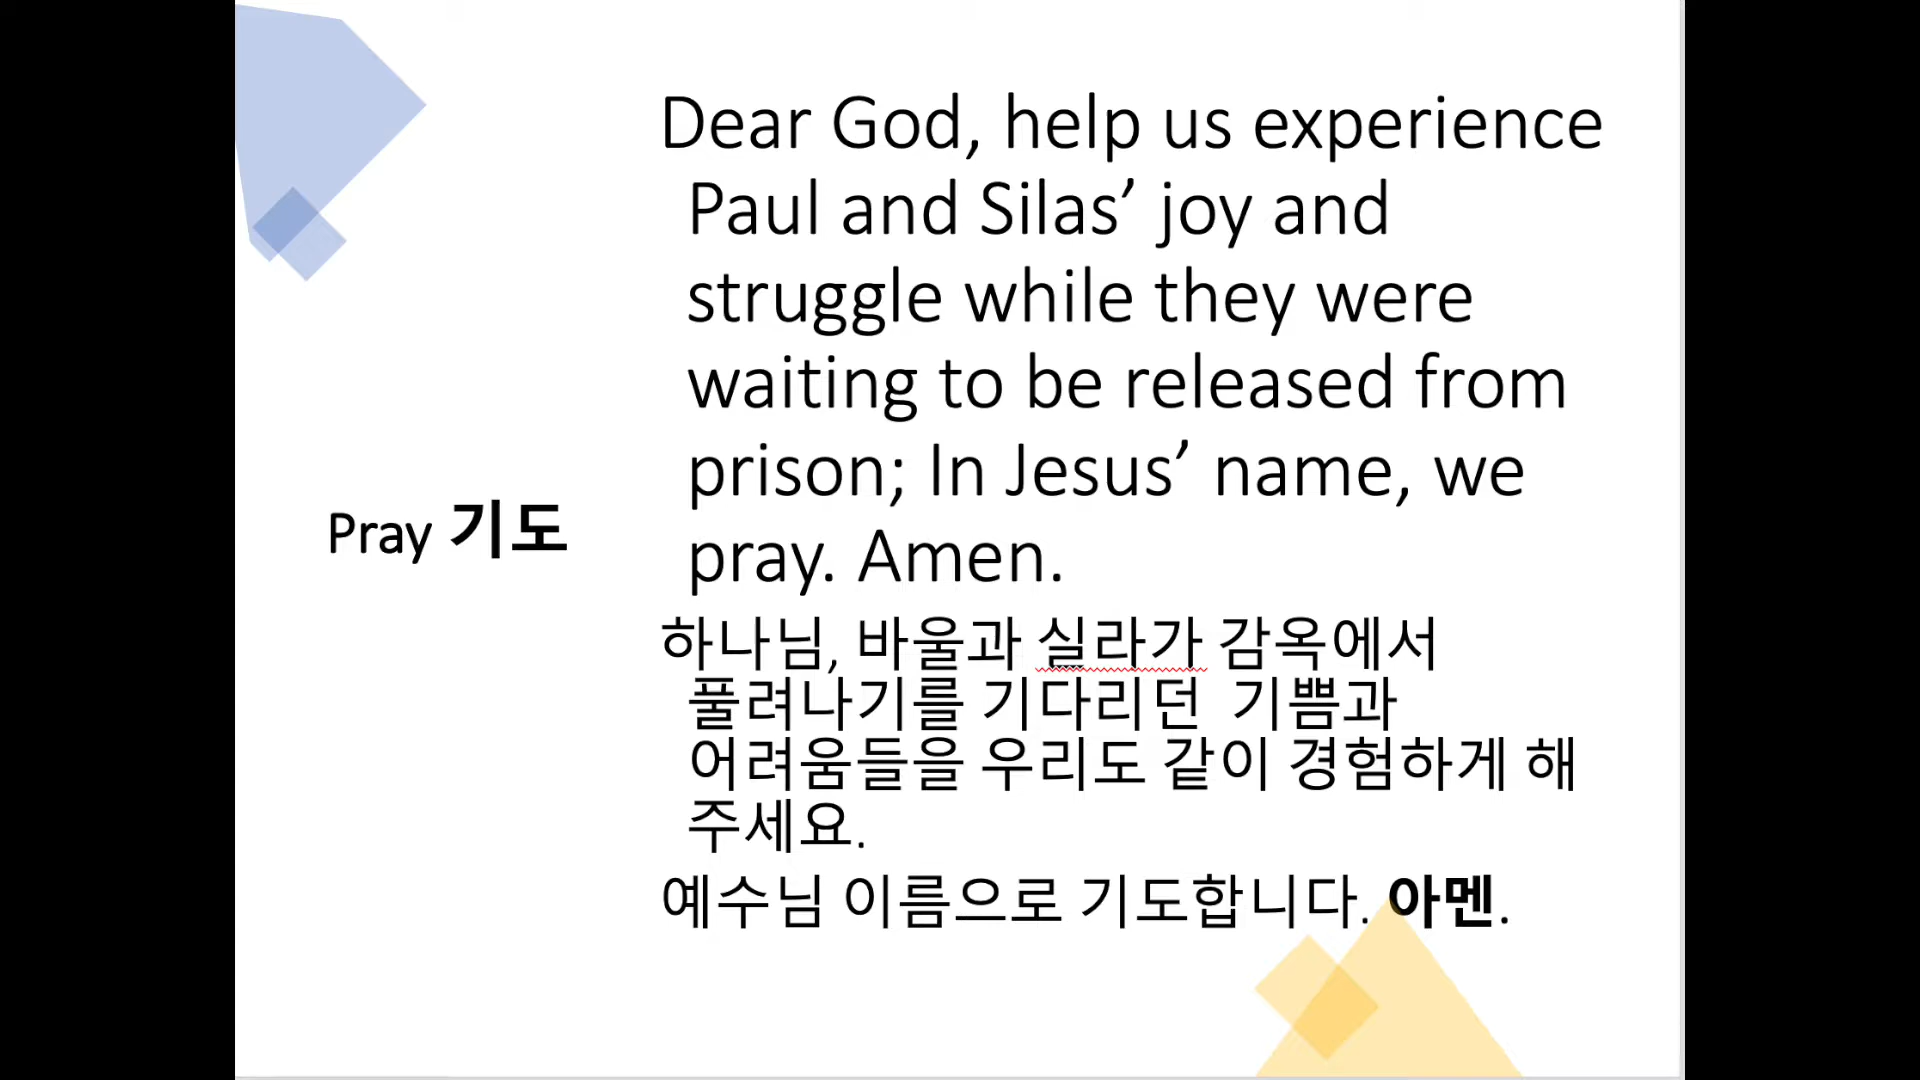 Pray 기도
Dear God, help us experience
Paul and Silas’ joy and
struggle while they were
waiting to be released from
prison; In Jesus’ name, we
pray. Amen.
하나님, 바울과 실라가 감옥에서
풀려나기를 기다리던 기쁨과
어려움들을 우리도 같이 경험하게 해
주세요.
예수님 이름으로 기도합니다. 아멘.